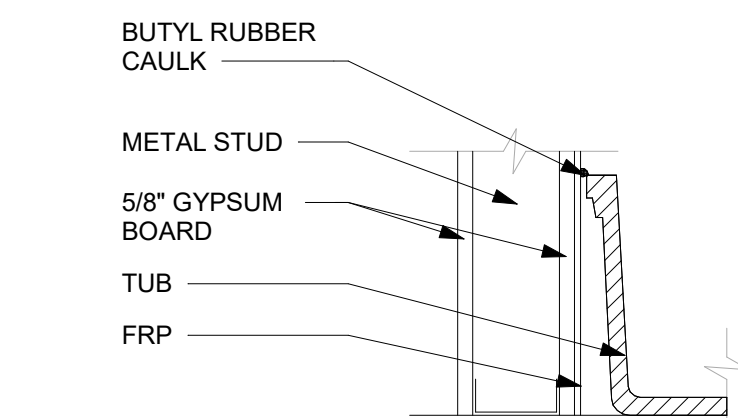 BUTYL RUBBER
CAULK
METAL STUD
5/8" GYPSUM
BOARD
TUB
FRP